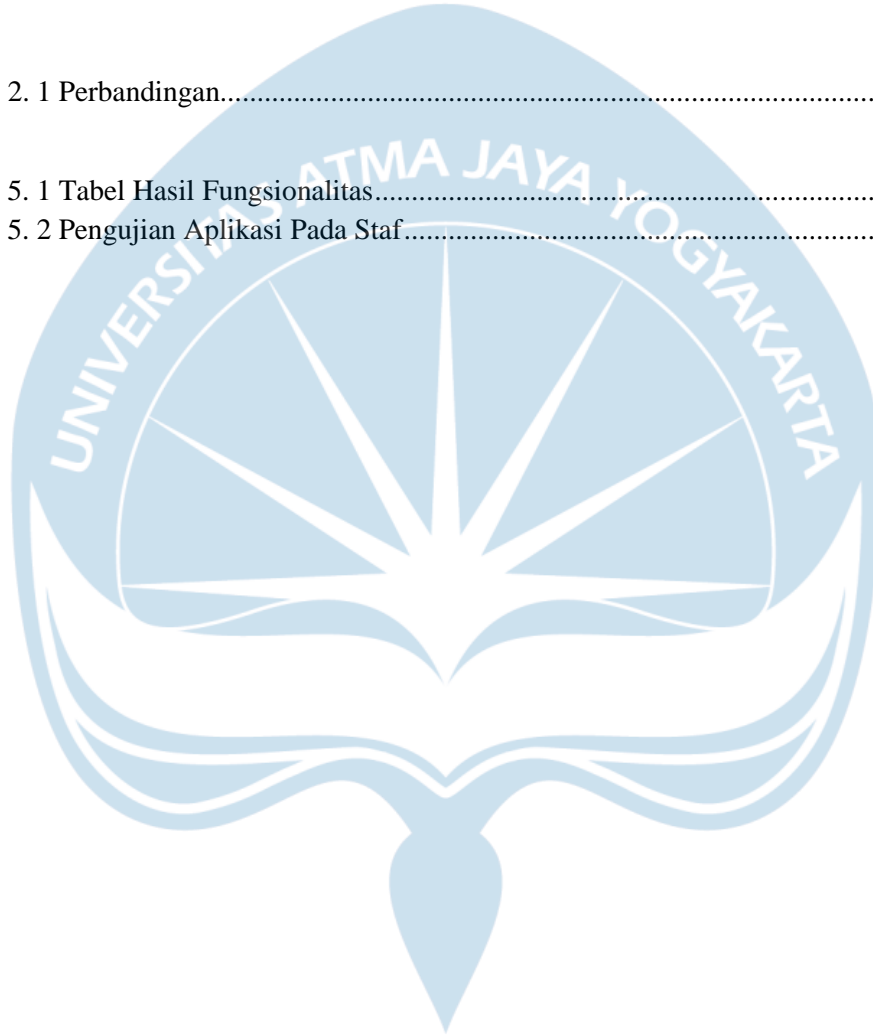 2. 1 Perbandingan.......................................................................................
5. 1 Tabel Hasil Fungsionalitas..................................................................
5. 2 Pengujian Aplikasi Pada Staf..............................................................
UNIVERSITAS ATMA JAYA YOGYAKARTA